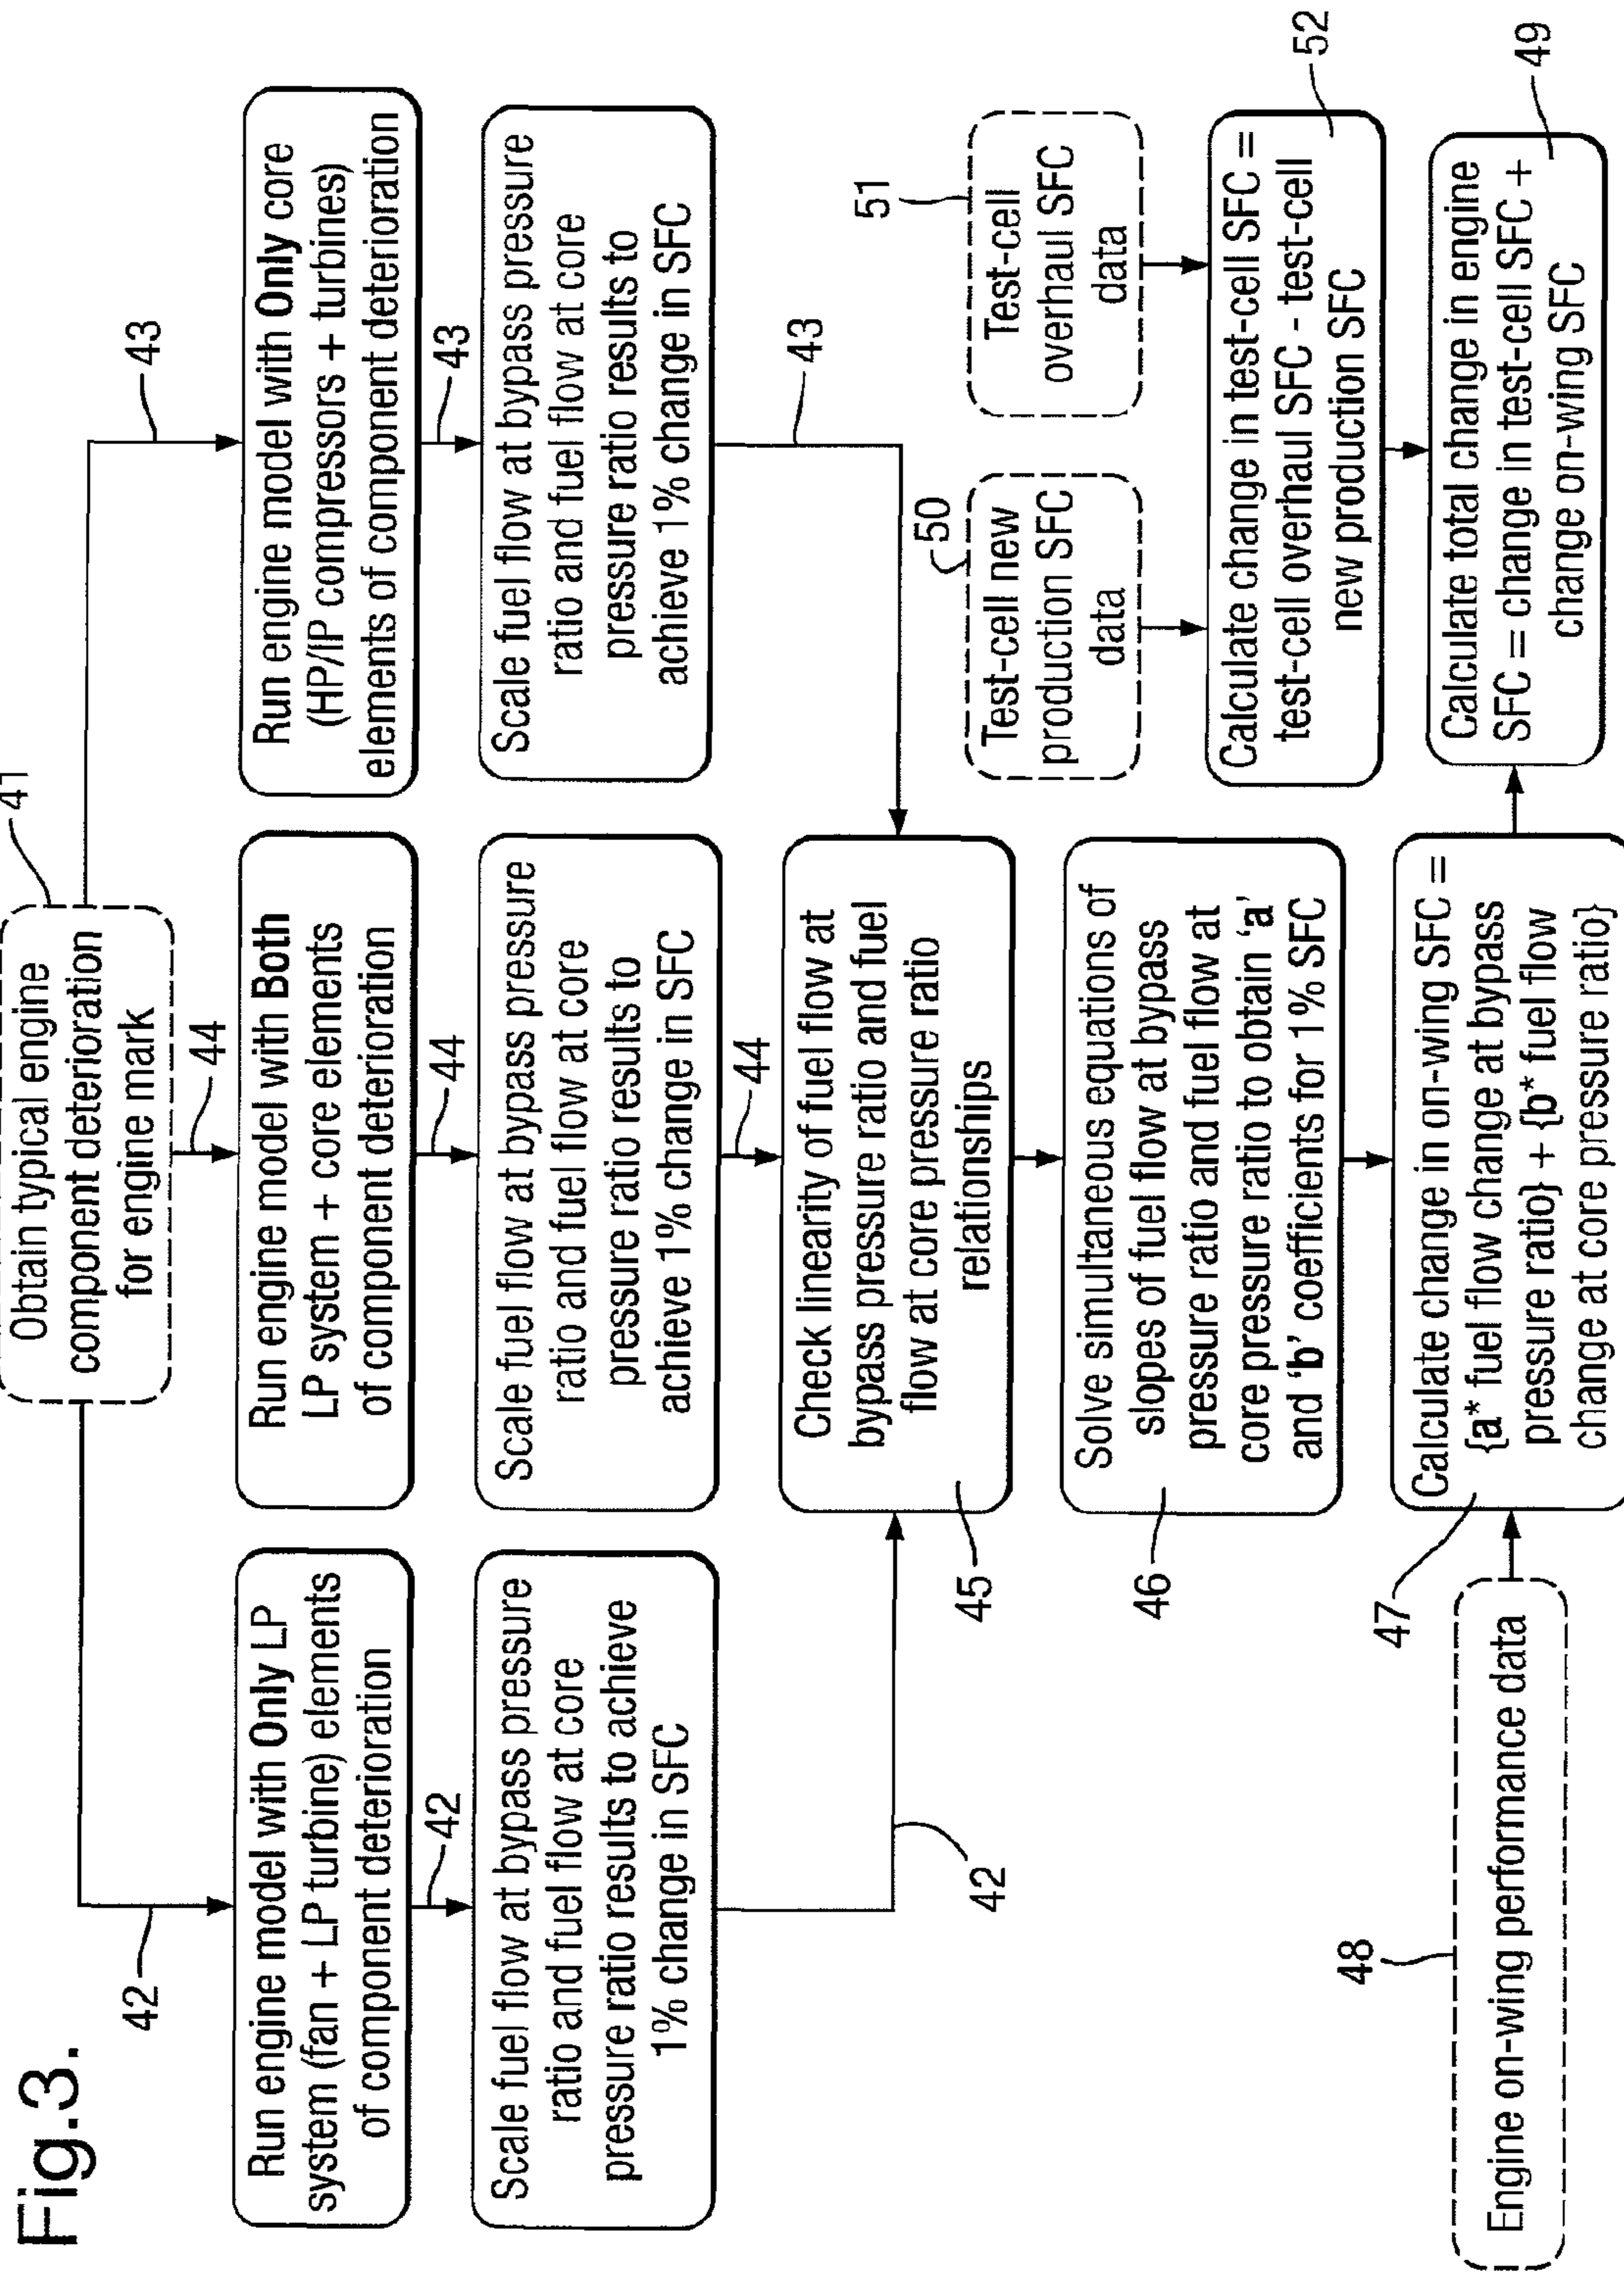 Fig.3.
41
Obtain typical engine
component deterioration
for engine mark
42
44
43
Run engine model with Only LP
system (fan + LP turbine) elements
of component deterioration
Run engine model with Both
LP system + core elements
of component deterioration
Run engine model with Only core
(HP/IP compressors + turbines)
elements of component deterioration
42
44
43
Scale fuel flow at bypass pressure
ratio and fuel flow at core
pressure ratio results to achieve
1% change in SFC
Scale fuel flow at bypass pressure
ratio and fuel flow at core
pressure ratio results to
achieve 1% change in SFC
Scale fuel flow at bypass pressure
ratio and fuel flow at core
pressure ratio results to
achieve 1% change in SFC
42
44
43
Check linearity of fuel flow at
bypass pressure ratio and fuel
flow at core pressure ratio
relationships
45
50
51
Test-cell new
production SFC
data
Test-cell
overhaul SFC
data
Solve simultaneous equations of
slopes of fuel flow at bypass
pressure ratio and fuel flow at
core pressure ratio to obtain ‘a’
and ‘b’ coefficients for 1% SFC
46
Calculate change in test-cell SFC =
test-cell overhaul SFC - test-cell
new production SFC
52
48
Engine on-wing performance data
47
Calculate change in on-wing SFC =
{a* fuel flow change at bypass
pressure ratio} + {b* fuel flow
change at core pressure ratio}
Calculate total change in engine
SFC = change in test-cell SFC +
change on-wing SFC
49